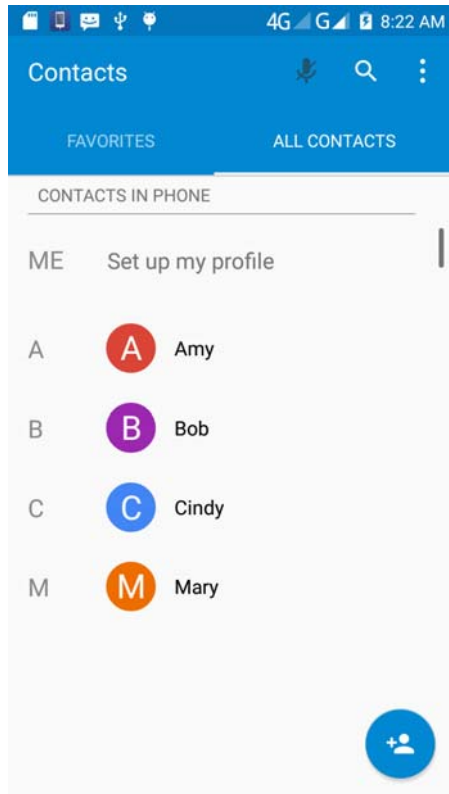 4G G 8:22 AM
Contacts
FAVORITES ALL CONTACTS
CONTACTS IN PHONE
ME Set up my profile
A A Amy
B B Bob
C C Cindy
M M Mary